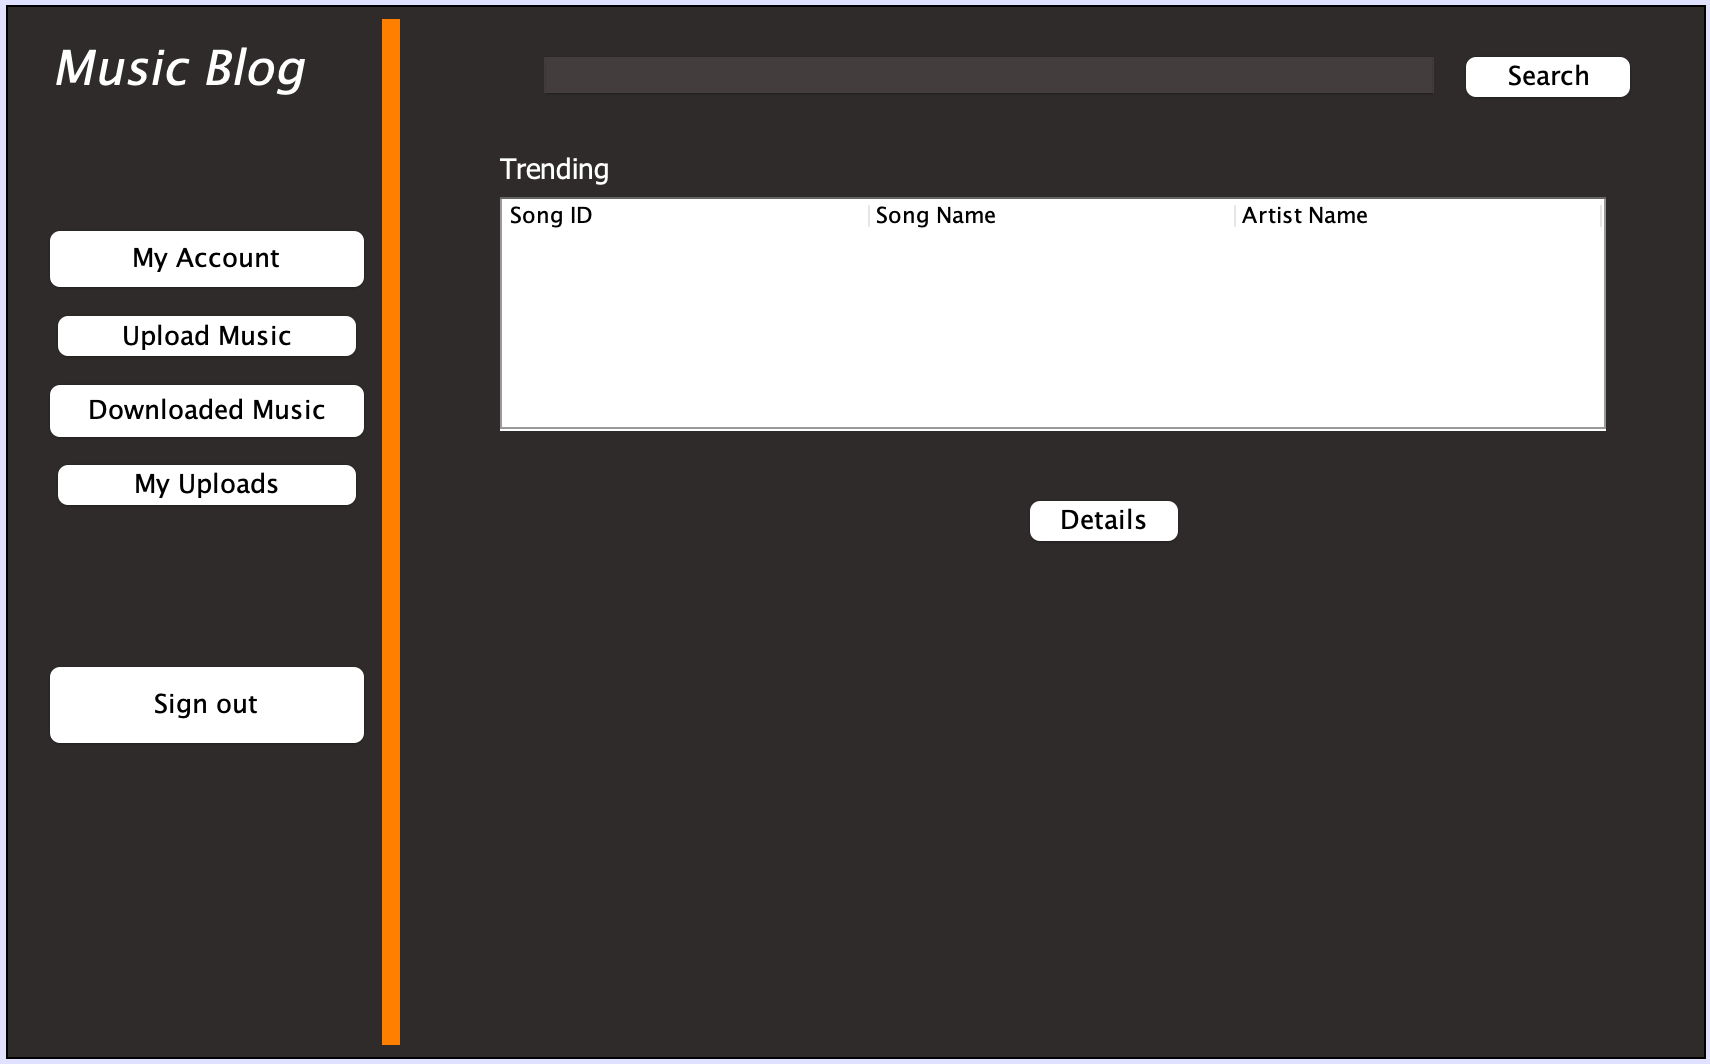 Music Blog
Search
Trending
Song ID Song Name Artist Name
My Account
Upload Music
Downloaded Music
My Uploads
Details
Sign out